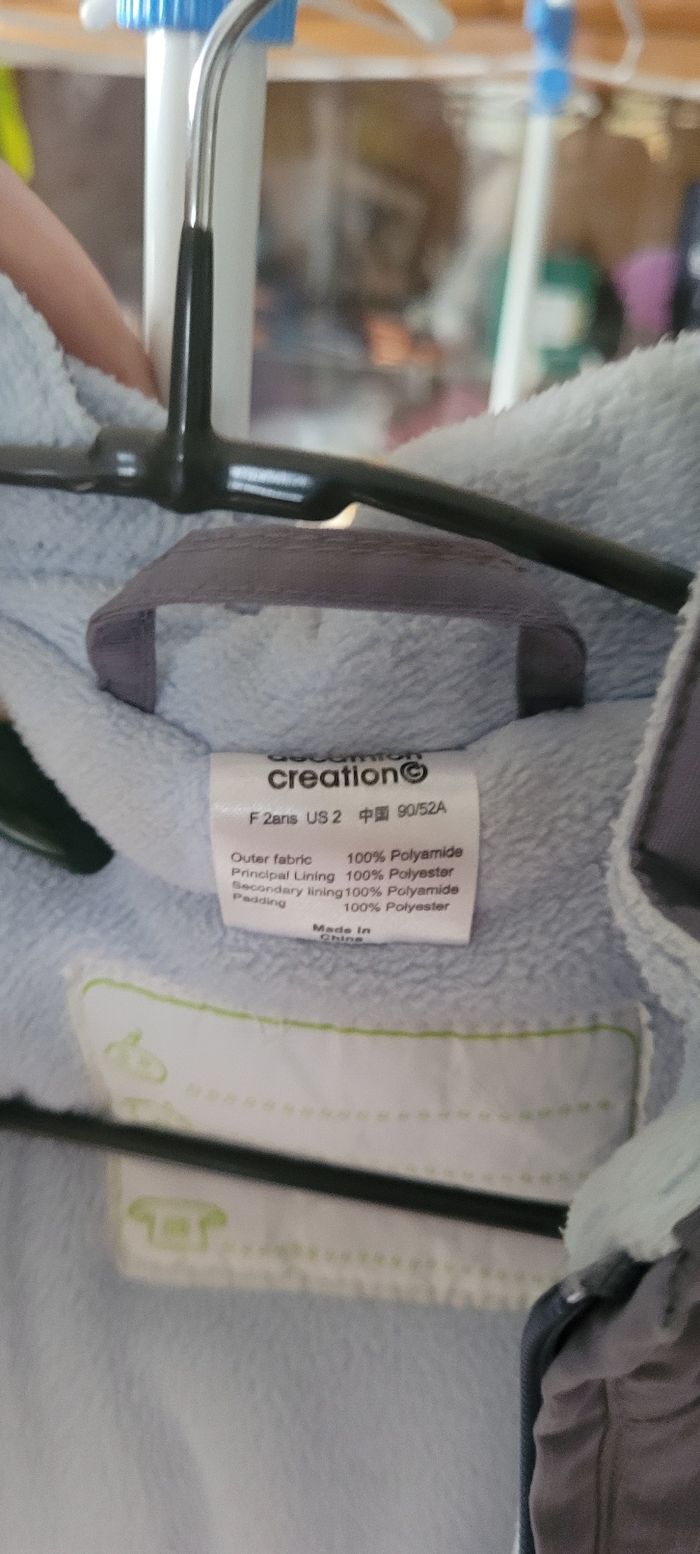 decathlon
creation©
F 2ans US 2 中国 90/52A
Outer fabric 100% Polyamide
Principal Lining 100% Polyester
Secondary lining 100% Polyamide
Padding 100% Polyester
Made in
China